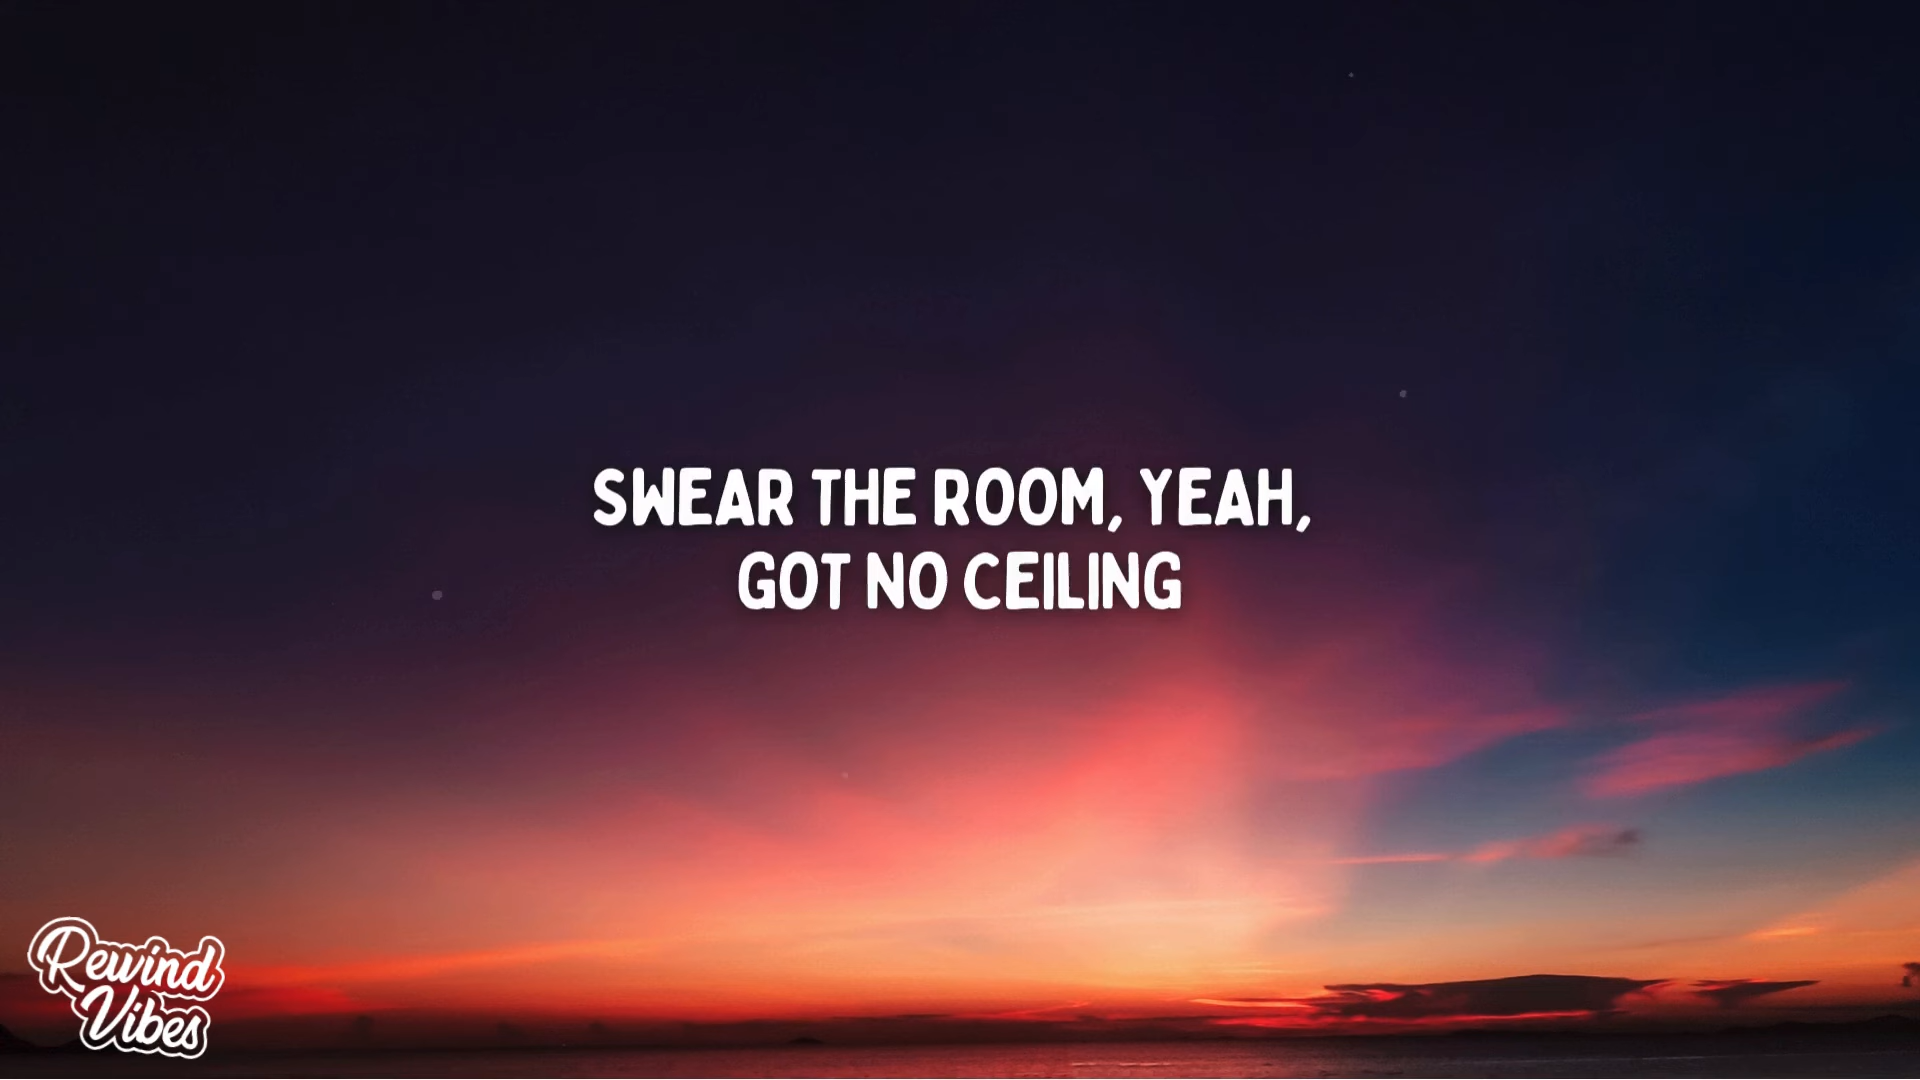 SWEAR THE ROOM, YEAH,
GOT NO CEILING
Rewind
Vibes